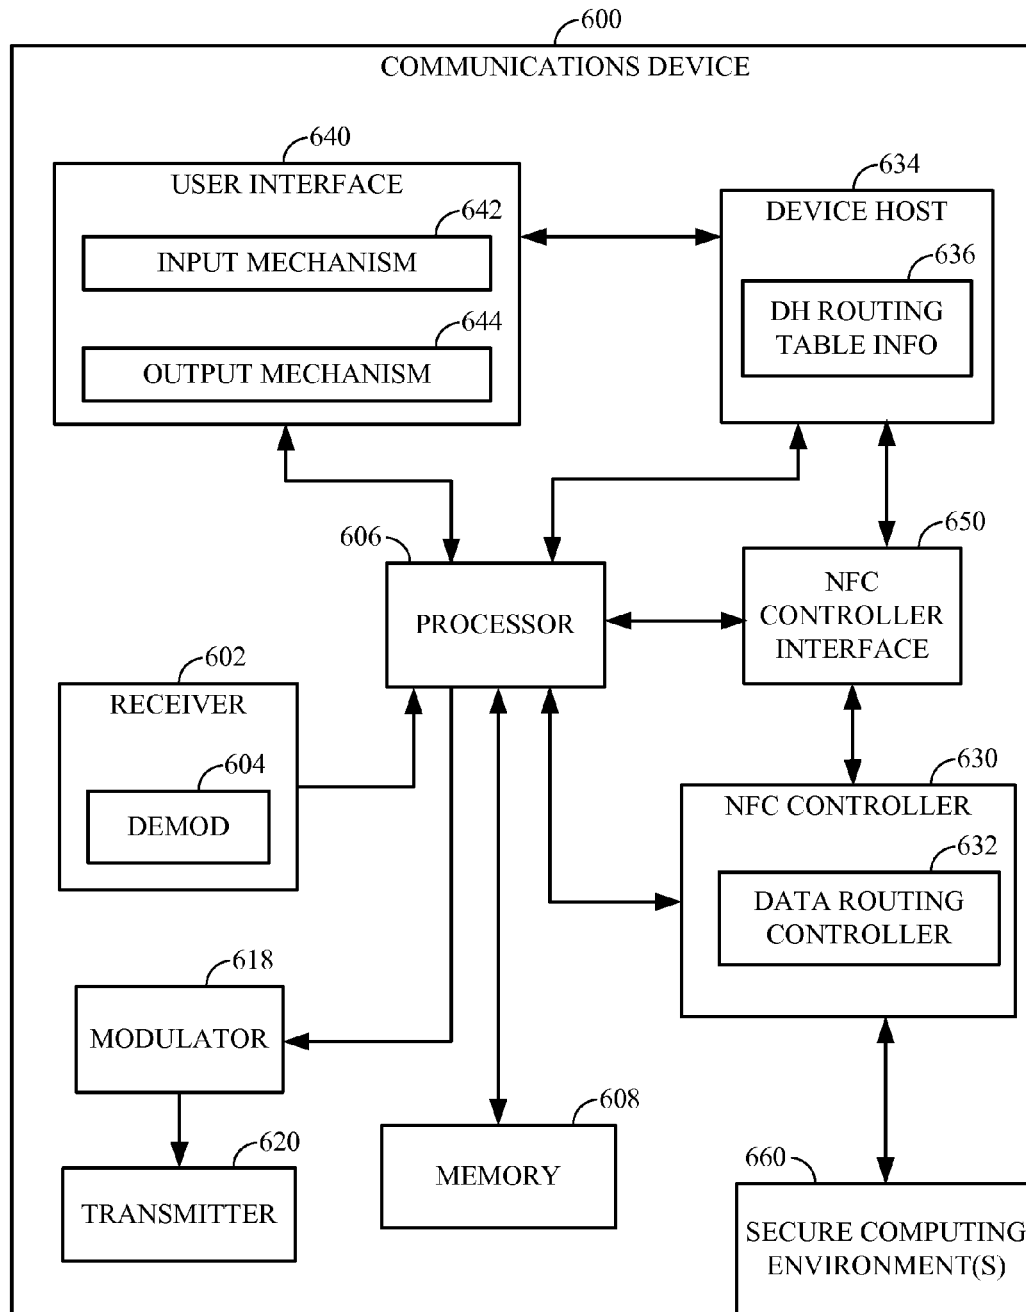 600
COMMUNICATIONS DEVICE
640
USER INTERFACE
642
INPUT MECHANISM
644
OUTPUT MECHANISM
634
DEVICE HOST
636
DH ROUTING
TABLE INFO
606
PROCESSOR
650
NFC
CONTROLLER
INTERFACE
602
RECEIVER
604
DEMOD
630
NFC CONTROLLER
632
DATA ROUTING
CONTROLLER
618
MODULATOR
620
TRANSMITTER
608
MEMORY
660
SECURE COMPUTING
ENVIRONMENT(S)